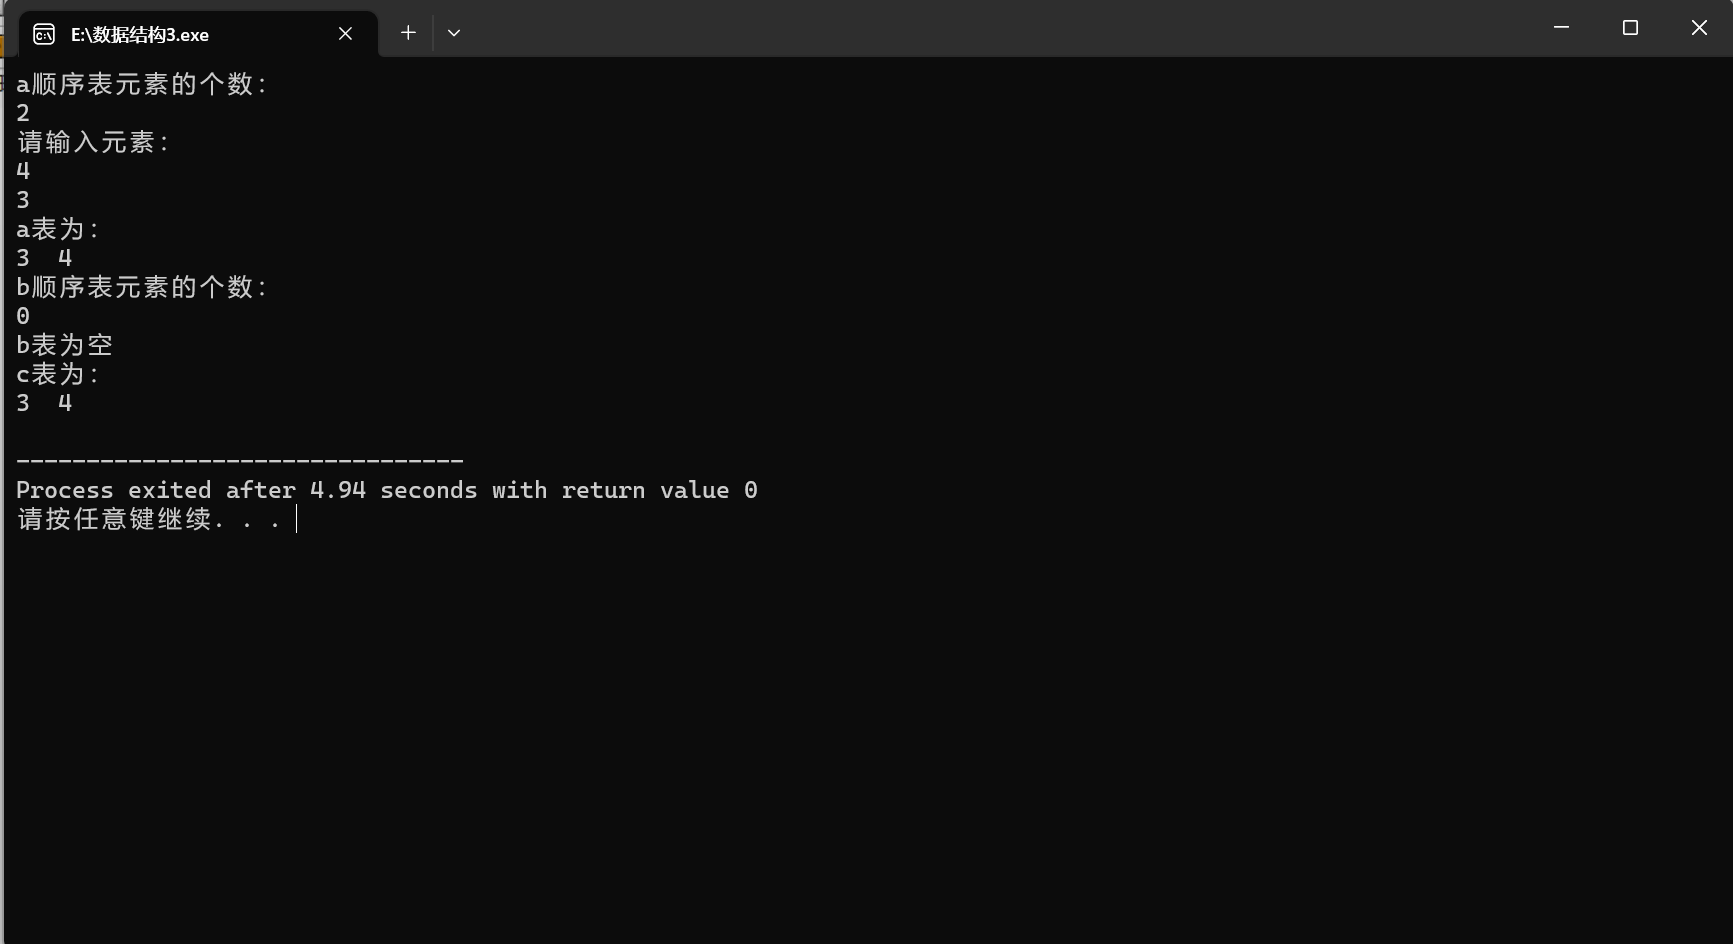 E:\数据结构3.exe
a顺序表元素的个数:
2
请输入元素:
4
3
a表为:
3  4
b顺序表元素的个数:
0
b表为空
c表为:
3  4
--------------------------------
Process exited after 4.94 seconds with return value 0
请按任意键继续. . .